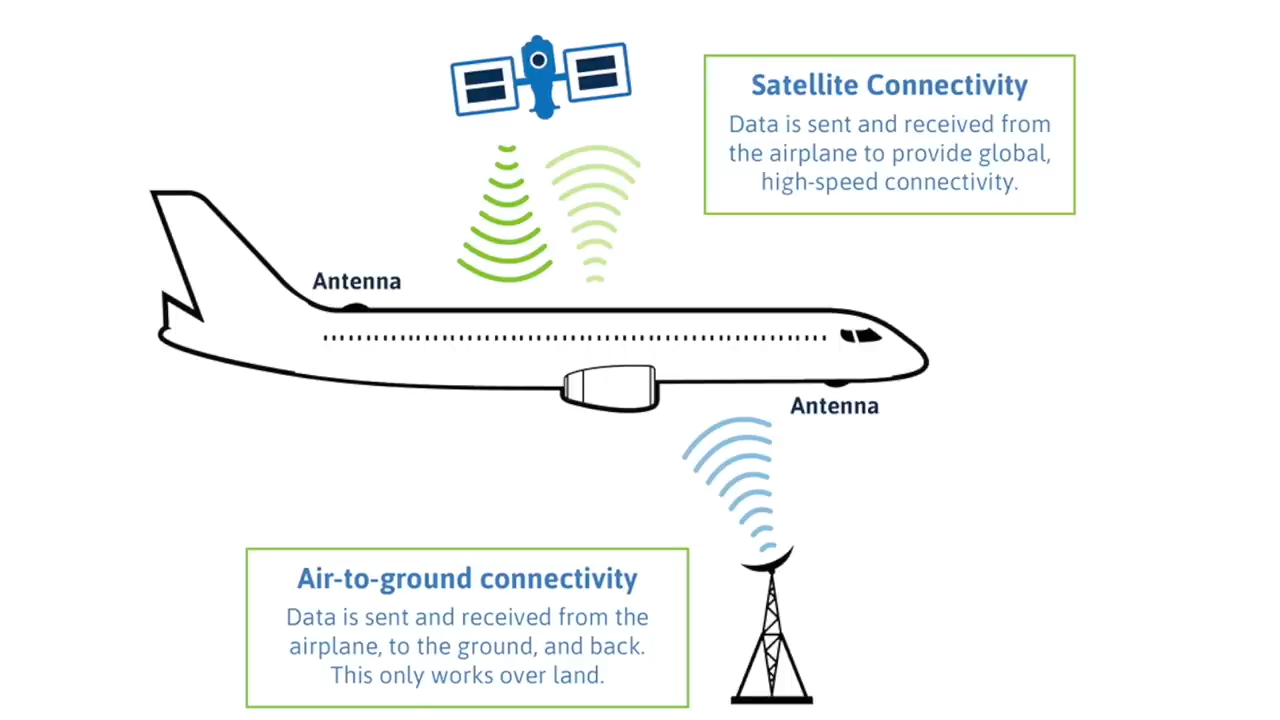 Satellite Connectivity
Data is sent and received from
the airplane to provide global,
high-speed connectivity.
Antenna
Antenna
Air-to-ground connectivity
Data is sent and received from the
airplane, to the ground, and back.
This only works over land.